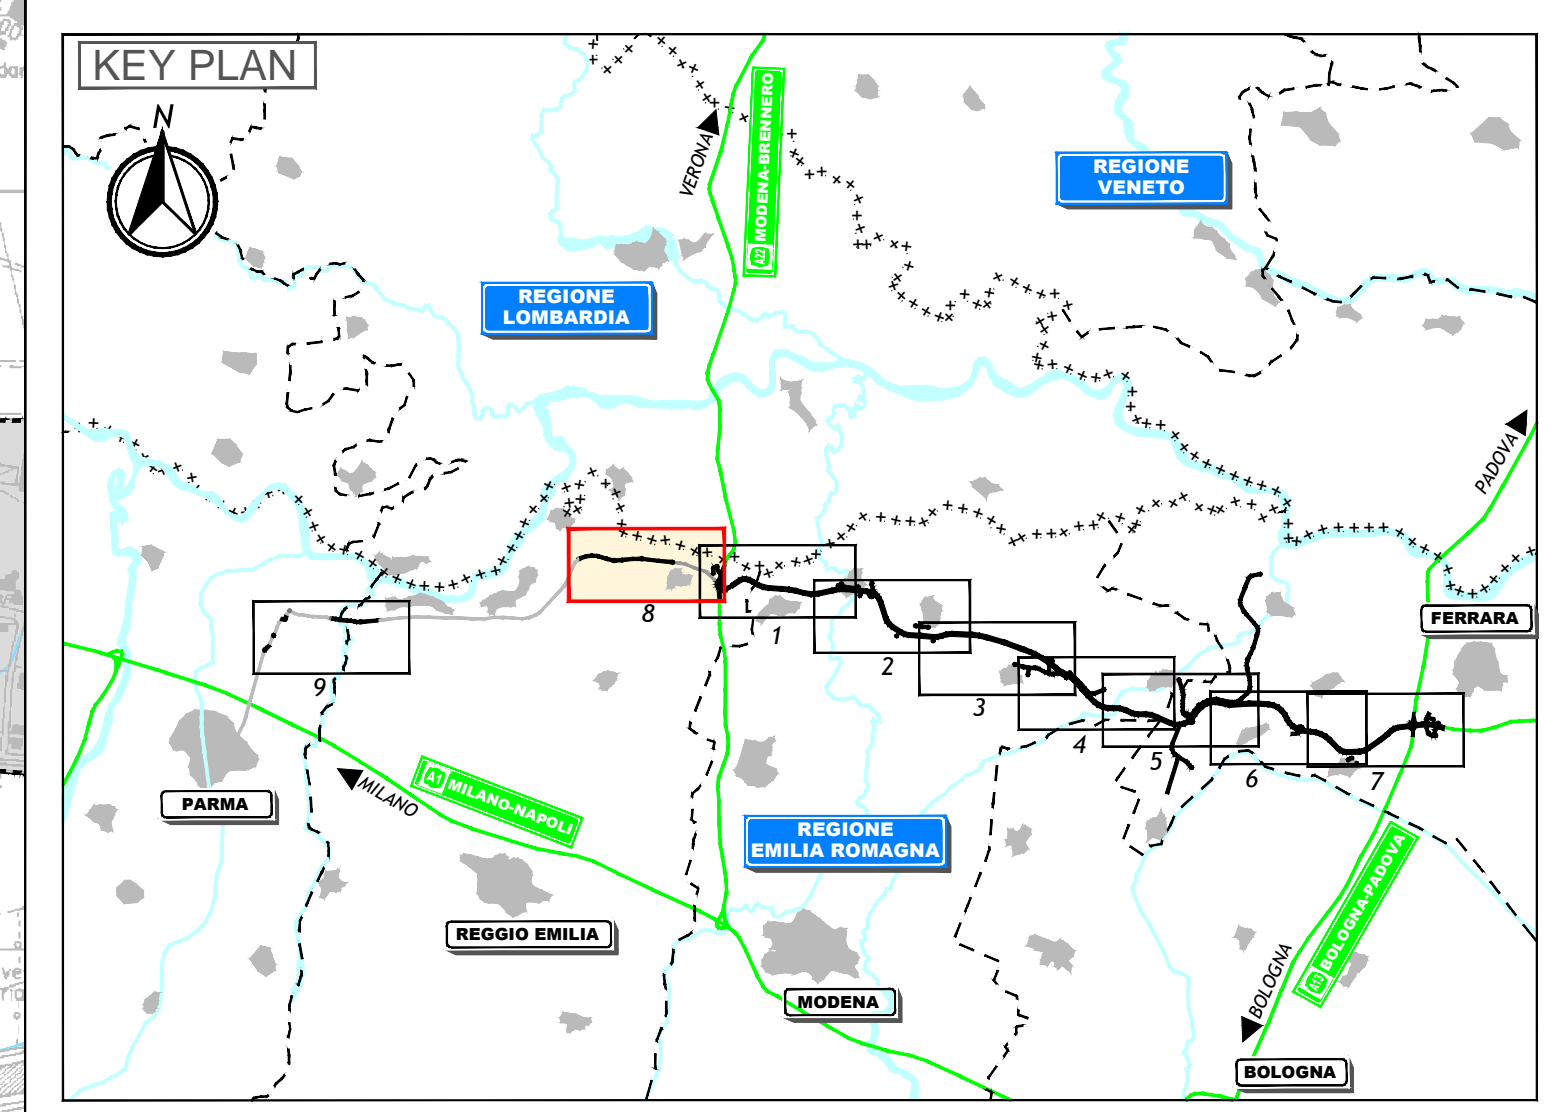 KEY PLAN
N
VERONA
A22 MODENA-BRENNERO
REGIONE
VENETO
REGIONE
LOMBARDIA
PADOVA
FERRARA
8
1
1
2
9
3
4
5
6
7
PARMA
MILANO
A1 MILANO-NAPOLI
REGIONE
EMILIA ROMAGNA
A13 BOLOGNA-PADOVA
REGGIO EMILIA
MODENA
BOLOGNA
BOLOGNA